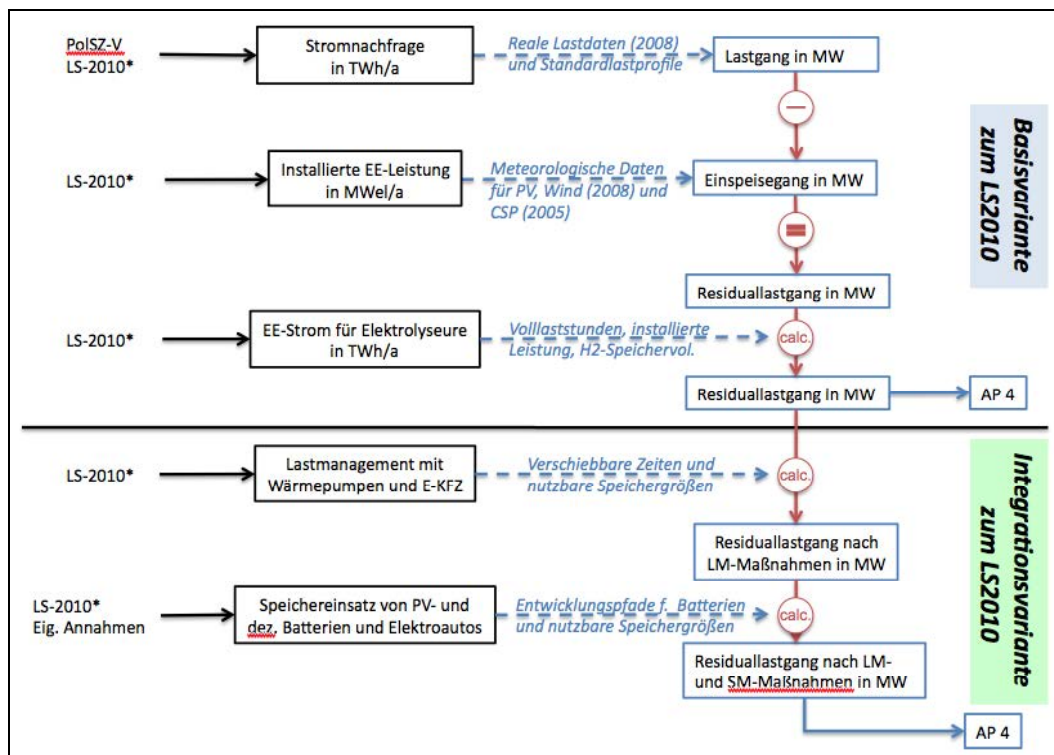 PolSZ-V
LS-2010*
Stromnachfrage
in TWh/a
Reale Lastdaten (2008)
und Standardlastprofile
Lastgang in MW
—
LS-2010*
Installierte EE-Leistung
in MWel/a
Meteorologische Daten
für PV, Wind (2008) und
CSP (2005)
Einspeisegang in MW
=
Residuallastgang in MW
LS-2010*
EE-Strom für Elektrolyseure
in TWh/a
Volllaststunden, installierte
Leistung, H2-Speichervol.
calc.
Residuallastgang in MW
AP 4
Basisvariante
zum LS2010
LS-2010*
Lastmanagement mit
Wärmepumpen und E-KFZ
Verschiebbare Zeiten und
nutzbare Speichergrößen
calc.
Residuallastgang nach
LM-Maßnahmen in MW
LS-2010*
Eig. Annahmen
Speichereinsatz von PV- und
dez. Batterien und Elektroautos
Entwicklungspfade f. Batterien
und nutzbare Speichergrößen
calc.
Residuallastgang nach LM-
und SM-Maßnahmen in MW
AP 4
Integrationsvariante
zum LS2010